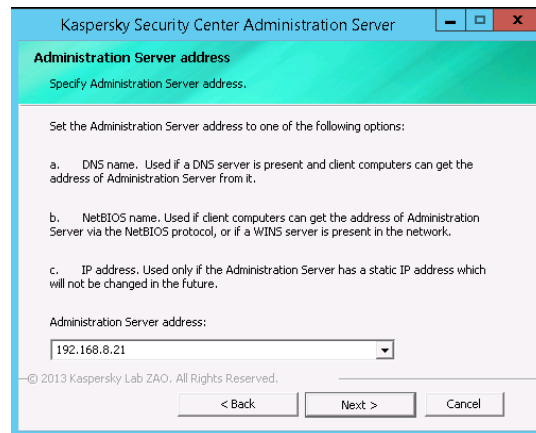 Kaspersky Security Center Administration Server
Administration Server address
Specify Administration Server address.
Set the Administration Server address to one of the following options:
a. DNS name. Used if a DNS server is present and client computers can get the
address of Administration Server from it.
b. NetBIOS name. Used if client computers can get the address of Administration
Server via the NetBIOS protocol, or if a WINS server is present in the network.
c. IP address. Used only if the Administration Server has a static IP address which
will not be changed in the future.
Administration Server address:
192.168.8.21
© 2013 Kaspersky Lab ZAO. All Rights Reserved.
< Back Next > Cancel